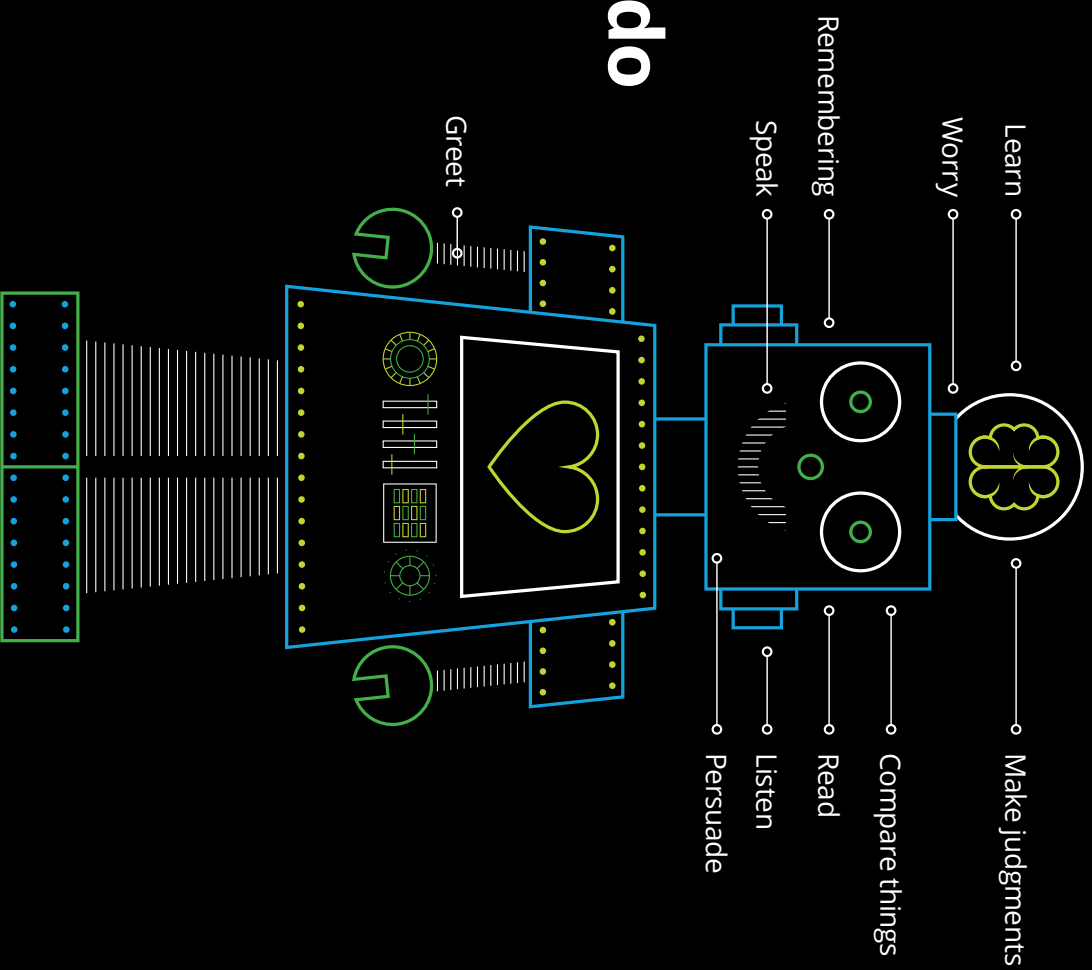 Learn
Worry
Remembering
Speak
do
Greet
Make judgments
Compare things
Read
Listen
Persuade